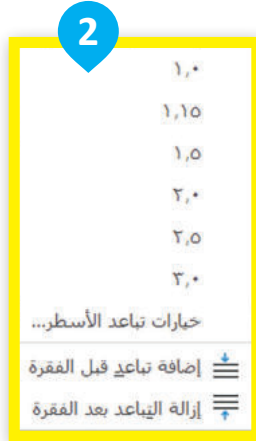 2
١,٠
١,١٥
١,٥
٢,٠
٢,٥
٣,٠
خيارات تباعد الأسطر...
إضافة تباعد قبل الفقرة
إزالة التباعد بعد الفقرة